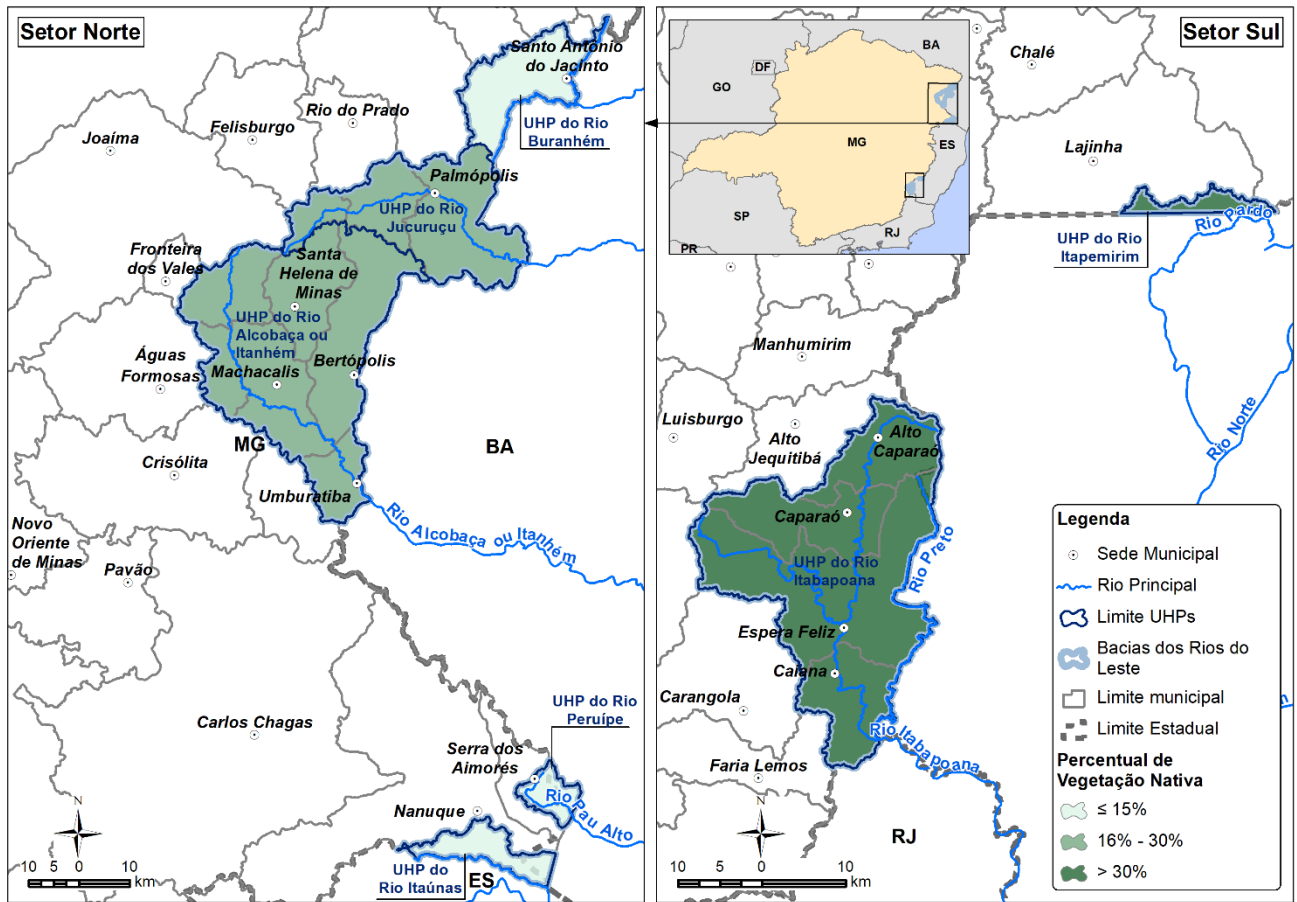 Setor Norte
Santo Antônio
do Jacinto
Rio do Prado
Felisburgo
Joaíma
UHP do Rio
Buranhém
Palmópolis
UHP do Rio
Jucuruçu
Fronteira
dos Vales
Santa
Helena de
Minas
UHP do Rio
Alcobaça ou
Itanhém
Águas
Formosas
Machacalis
Bertópolis
MG
BA
Crisólita
Umburatiba
Rio Alcobaça ou Itanhém
Novo
Oriente
de Minas
Pavão
UHP do Rio
Peruípe
Carlos Chagas
Serra dos
Aimorés
Rio Pau Alto
Nanuque
UHP do
Rio Itaúnas
ES
N
10 5 0 10
km
Setor Sul
BA
DF
GO
MG
ES
SP
RJ
PR
Chalé
Lajinha
Rio Pardo
UHP do Rio
Itapemirim
Manhumirim
Rio Norte
Luisburgo
Alto
Jequitibá
Alto
Caparaó
Caparaó
Rio Preto
UHP do Rio
Itabapoana
Espera Feliz
Caiana
Carangola
Rio Itabapoana
Faria Lemos
RJ
N
10 5 0 10
km
Legenda
Sede Municipal
Rio Principal
Limite UHPs
Bacias dos Rios do
Leste
Limite municipal
Limite Estadual
Percentual de
Vegetação Nativa
≤ 15%
16% - 30%
> 30%